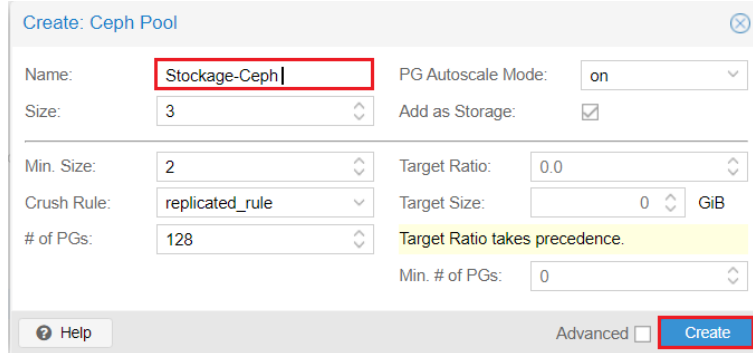 Create: Ceph Pool
Name: Stockage-Ceph PG Autoscale Mode: on
Size: 3 Add as Storage:
Min. Size: 2 Target Ratio: 0.0
Crush Rule: replicated_rule Target Size: 0 GiB
# of PGs: 128 Target Ratio takes precedence.
Min. # of PGs: 0
? Help Advanced Create